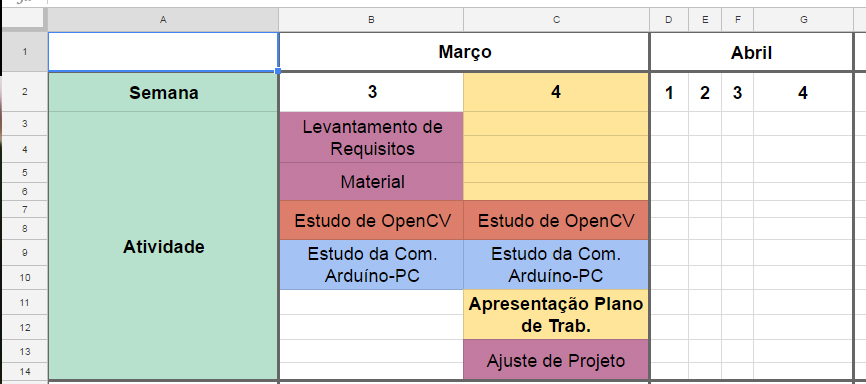 A B C D E F G
1 Março Abril
2 Semana 3 4 1 2 3 4
3 Levantamento de
4 Requisitos
5 Material
6
7 Estudo de OpenCV Estudo de OpenCV
8
Atividade
9 Estudo da Com. Estudo da Com.
10 Arduíno-PC Arduíno-PC
11 Apresentação Plano
12 de Trab.
13 Ajuste de Projeto
14